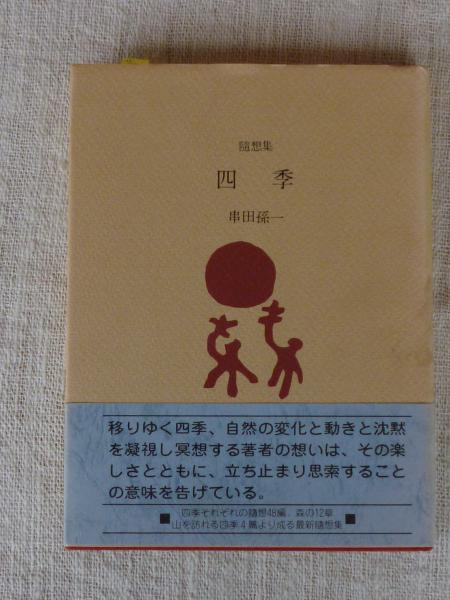 随想集
四季
串田孫一
移りゆく四季、自然の変化と動きと沈黙
を凝視し冥想する著者の想いは、その楽
しさとともに、立ち止まり思索すること
の意味を告げている。
四季それぞれの随想48編、森の12章
山を訪れる四季4篇より成る最新随想集